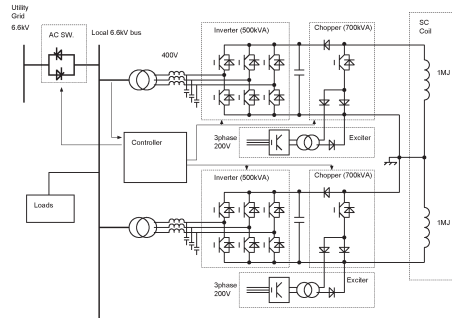 Utility
Grid
6.6kV
AC SW.
Local 6.6kV bus
400V
Inverter (500kVA)
Chopper (700kVA)
SC
Coil
1MJ
Controller
3phase
200V
Exciter
Loads
Inverter (500kVA)
Chopper (700kVA)
1MJ
3phase
200V
Exciter